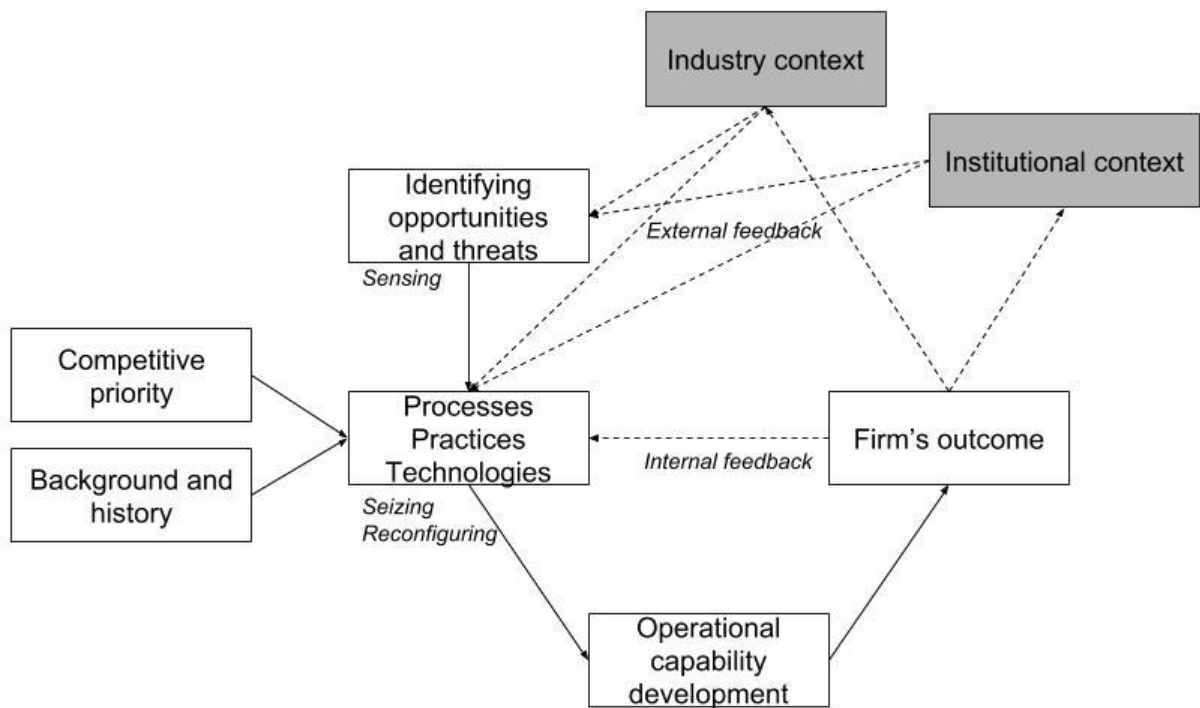 Industry context
Institutional context
Identifying
opportunities
and threats
External feedback
Sensing
Competitive
priority
Processes
Practices
Technologies
Firm's outcome
Internal feedback
Background and
history
Seizing
Reconfiguring
Operational
capability
development